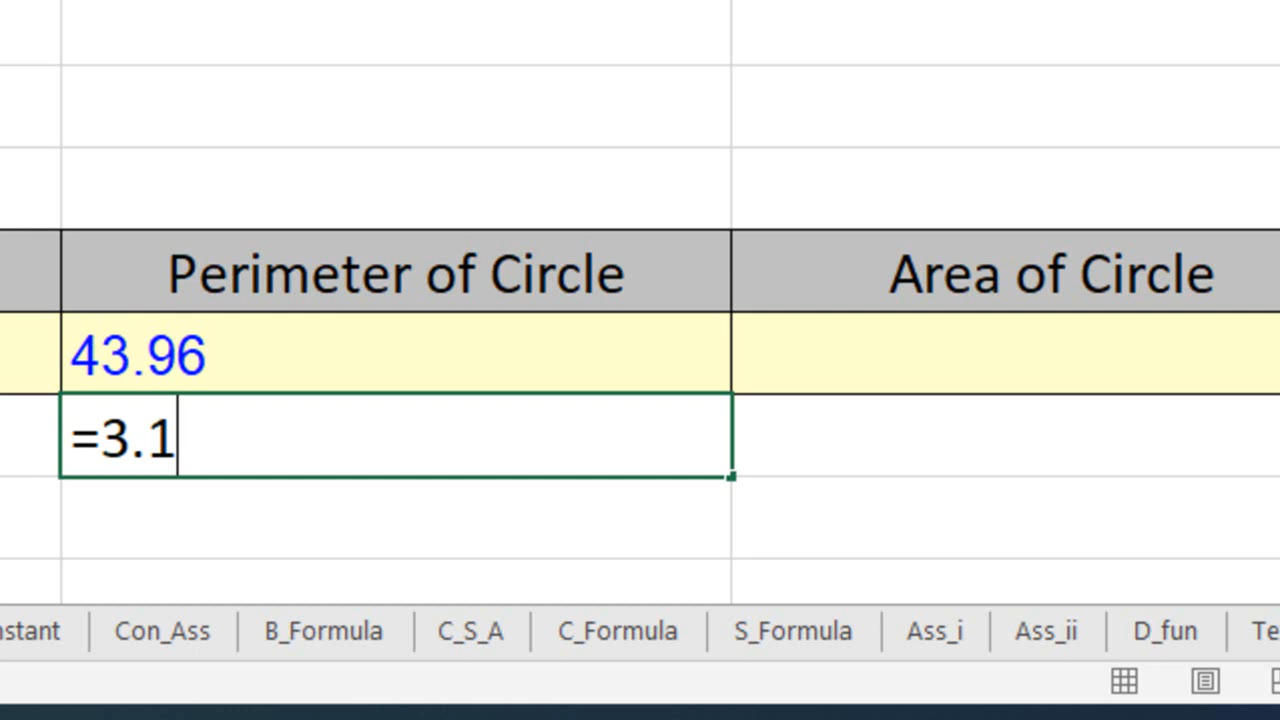 Perimeter of Circle Area of Circle
43.96
=3.1
nstant Con_Ass B_Formula C_S_A C_Formula S_Formula Ass_i Ass_ii D_fun Te